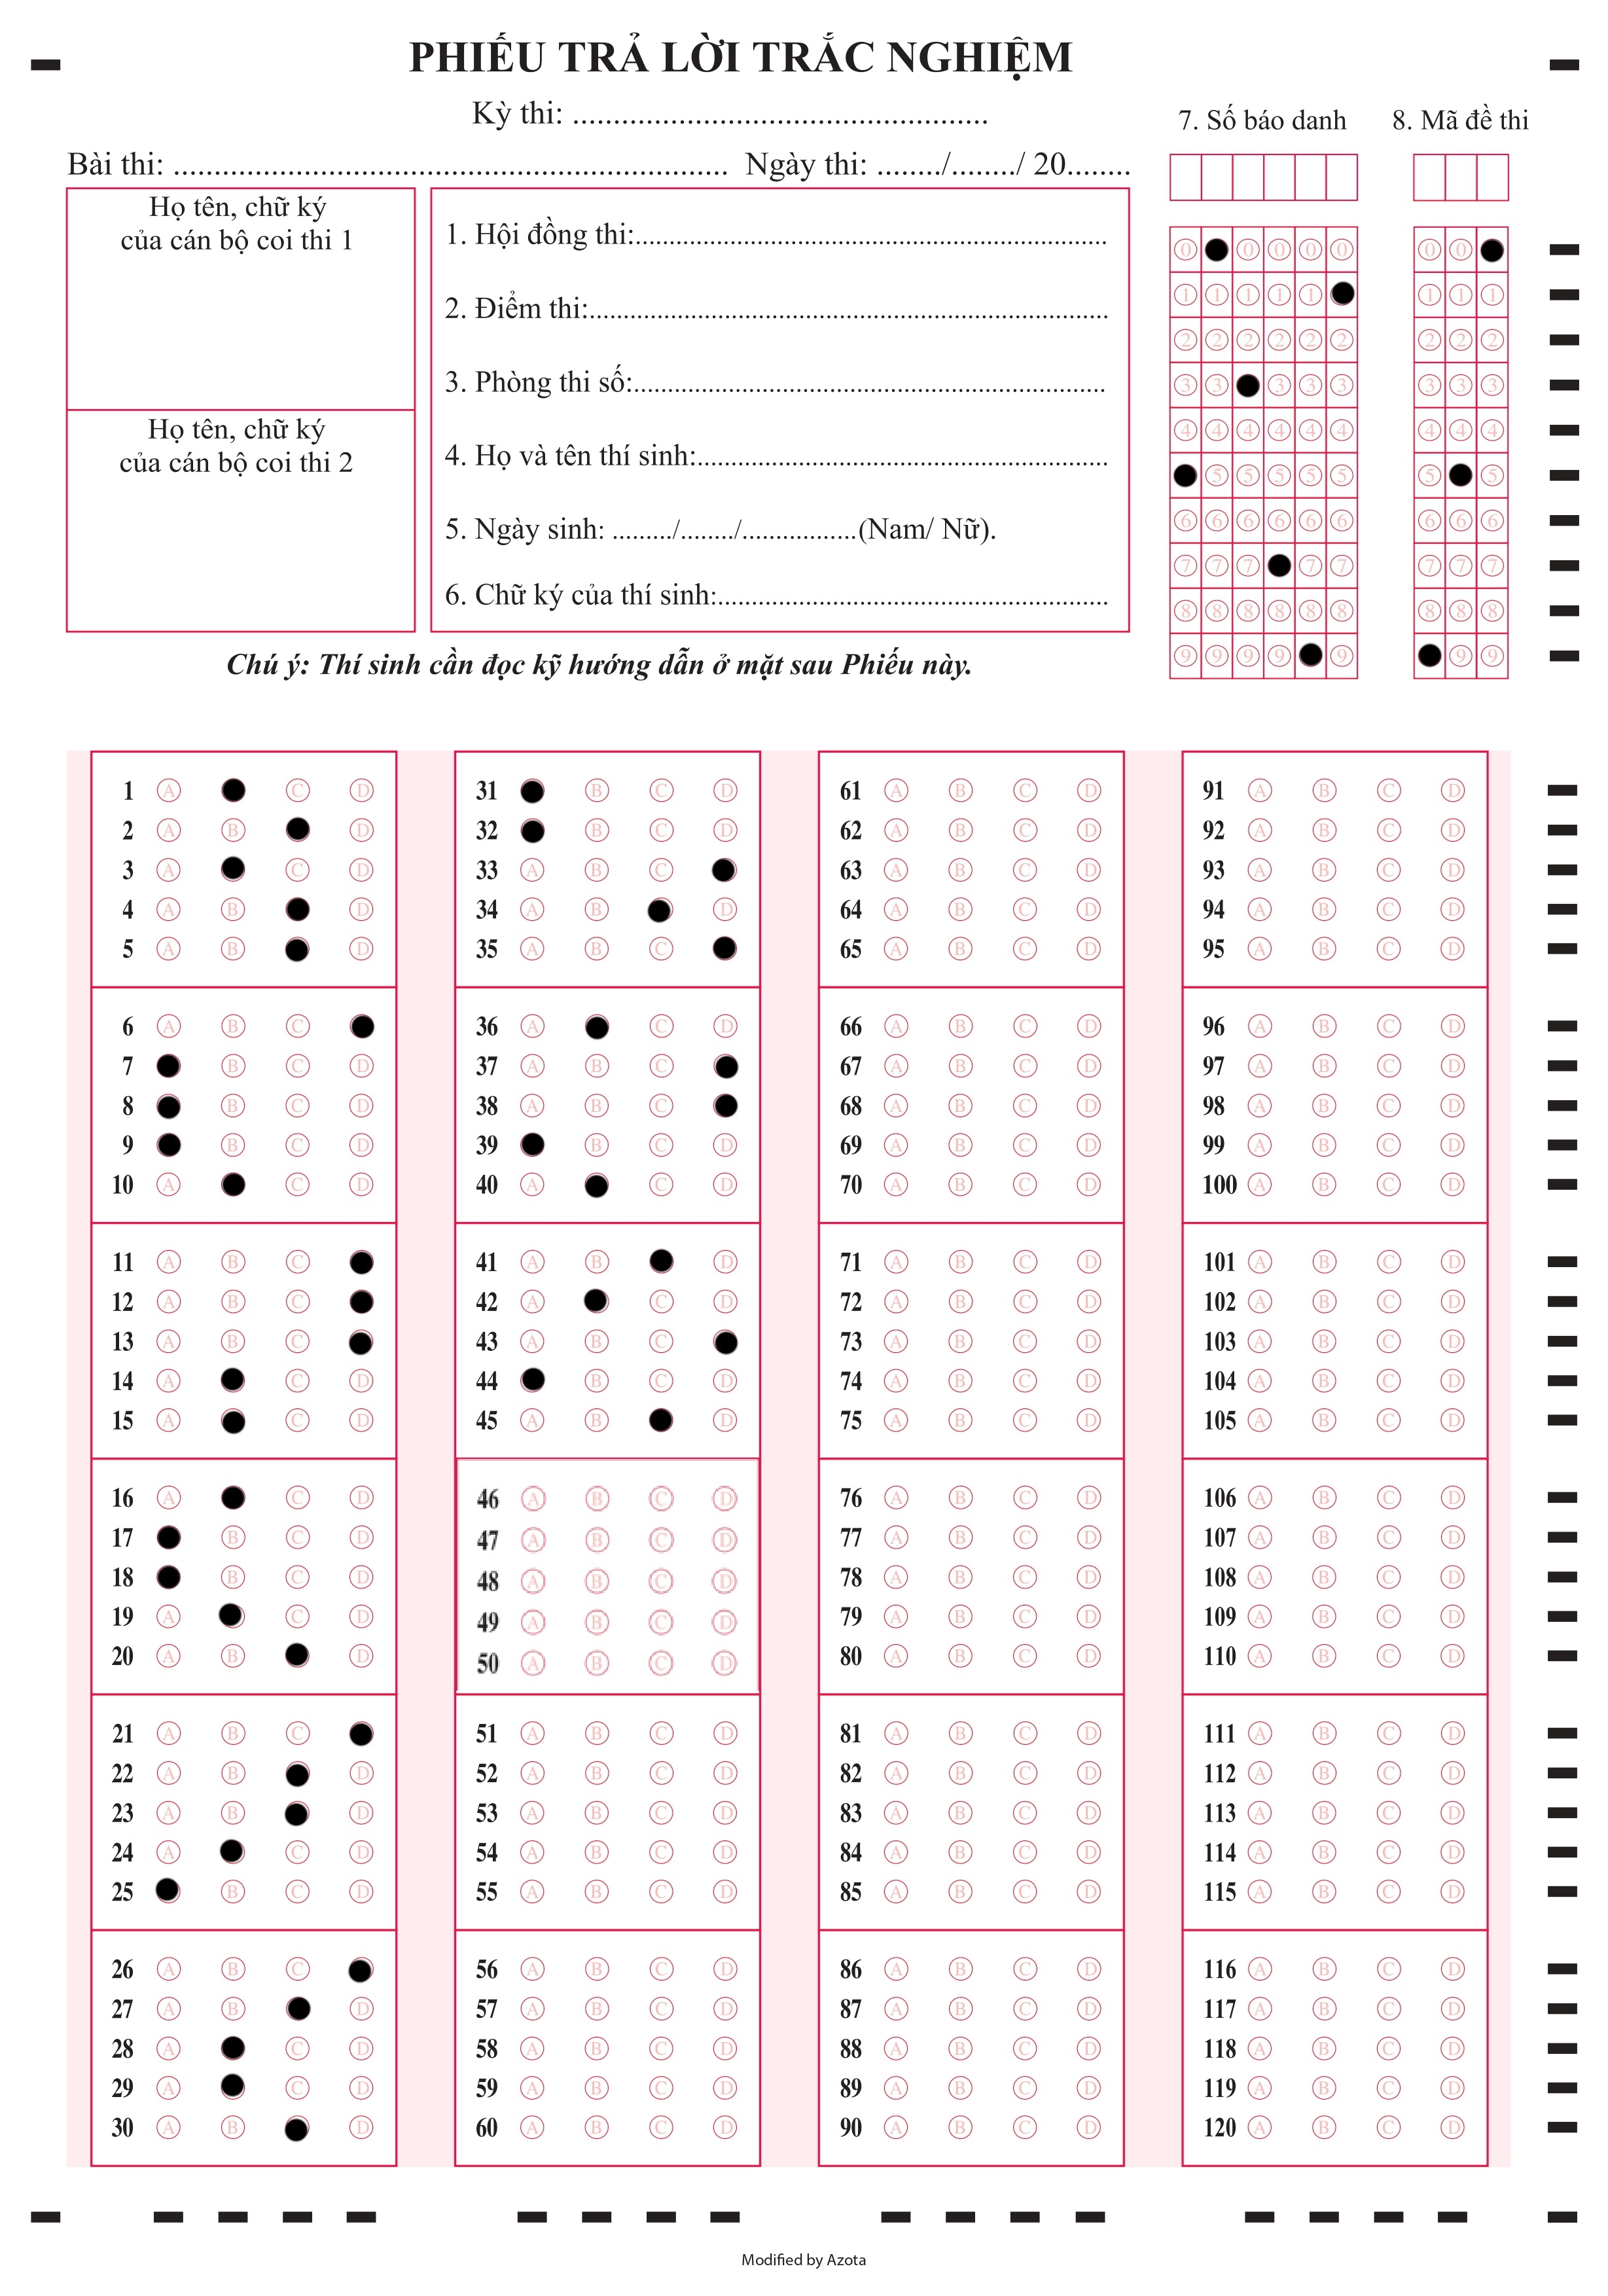 PHIẾU TRẢ LỜI TRẮC NGHIỆM
Kỳ thi: ...................................................
7. Số báo danh 8. Mã đề thi
Bài thi: .................................................................... Ngày thi: ......../......../ 20........
Họ tên, chữ ký
của cán bộ coi thi 1
Họ tên, chữ ký
của cán bộ coi thi 2
1. Hội đồng thi:......................................................................
2. Điểm thi:.............................................................................
3. Phòng thi số:......................................................................
4. Họ và tên thí sinh:.............................................................
5. Ngày sinh: ........./......../.................(Nam/ Nữ).
6. Chữ ký của thí sinh:..........................................................
0 0 0 0 0 0 0
1 1 1 1 1 1 1 1
2 2 2 2 2 2 2 2 2
3 3 3 3 3 3 3 3
4 4 4 4 4 4 4 4 4
5 5 5 5 5 5 5
6 6 6 6 6 6 6 6 6
7 7 7 7 7 7 7 7
8 8 8 8 8 8 8 8 8
9 9 9 9 9 9 9
Chú ý: Thí sinh cần đọc kỹ hướng dẫn ở mặt sau Phiếu này.
1 A C D
2 A B D
3 A C D
4 A B D
5 A B D
6 A B C
7 B C D
8 B C D
9 B C D
10 A C D
11 A B C
12 A B C
13 A B C
14 A C D
15 A C D
16 A C D
17 B C D
18 B C D
19 A C D
20 A B D
21 A B C
22 A B D
23 A B D
24 A C D
25 B C D
26 A B C
27 A B D
28 A C D
29 A C D
30 A B D
31 B C D
32 B C D
33 A B C
34 A B D
35 A B C
36 A C D
37 A B C
38 A B C
39 B C D
40 A C D
41 A B D
42 A C D
43 A B C
44 B C D
45 A B D
46 A B C D
47 A B C D
48 A B C D
49 A B C D
50 A B C D
51 A B C D
52 A B C D
53 A B C D
54 A B C D
55 A B C D
56 A B C D
57 A B C D
58 A B C D
59 A B C D
60 A B C D
61 A B C D
62 A B C D
63 A B C D
64 A B C D
65 A B C D
66 A B C D
67 A B C D
68 A B C D
69 A B C D
70 A B C D
71 A B C D
72 A B C D
73 A B C D
74 A B C D
75 A B C D
76 A B C D
77 A B C D
78 A B C D
79 A B C D
80 A B C D
81 A B C D
82 A B C D
83 A B C D
84 A B C D
85 A B C D
86 A B C D
87 A B C D
88 A B C D
89 A B C D
90 A B C D
91 A B C D
92 A B C D
93 A B C D
94 A B C D
95 A B C D
96 A B C D
97 A B C D
98 A B C D
99 A B C D
100 A B C D
101 A B C D
102 A B C D
103 A B C D
104 A B C D
105 A B C D
106 A B C D
107 A B C D
108 A B C D
109 A B C D
110 A B C D
111 A B C D
112 A B C D
113 A B C D
114 A B C D
115 A B C D
116 A B C D
117 A B C D
118 A B C D
119 A B C D
120 A B C D
Modified by Azota